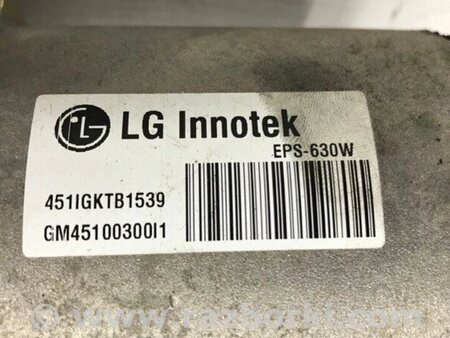 LG Innotek
EPS-630W
451IGKTB1539
GM45100300I1
© www.razborki.com